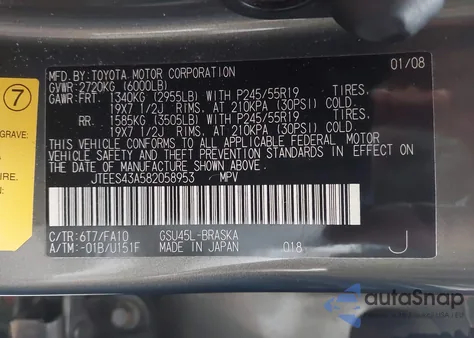 MFD.BY:TOYOTA MOTOR CORPORATION 01/08
GVWR:2720KG (6000LB)
GAWR:FRT. 1340KG (2955LB) WITH P245/55R19 TIRES,
19X7 1/2J RIMS, AT 210KPA (30PSI) COLD.
RR. 1585KG (3505LB) WITH P245/55R19 TIRES,
19X7 1/2J RIMS, AT 210KPA (30PSI) COLD.
THIS VEHICLE CONFORMS TO ALL APPLICABLE FEDERAL MOTOR
VEHICLE SAFETY STANDARDS IN EFFECT ON
THE DATE OF MANUFACTURE SHOWN ABOVE.
JTEES43A582058953 MPV
C/TR:6T7/FA10 GSU45L-BRASKA
A/TM:-01B/U151F MADE IN JAPAN 018 J
7
GRAVE:
autoSnap